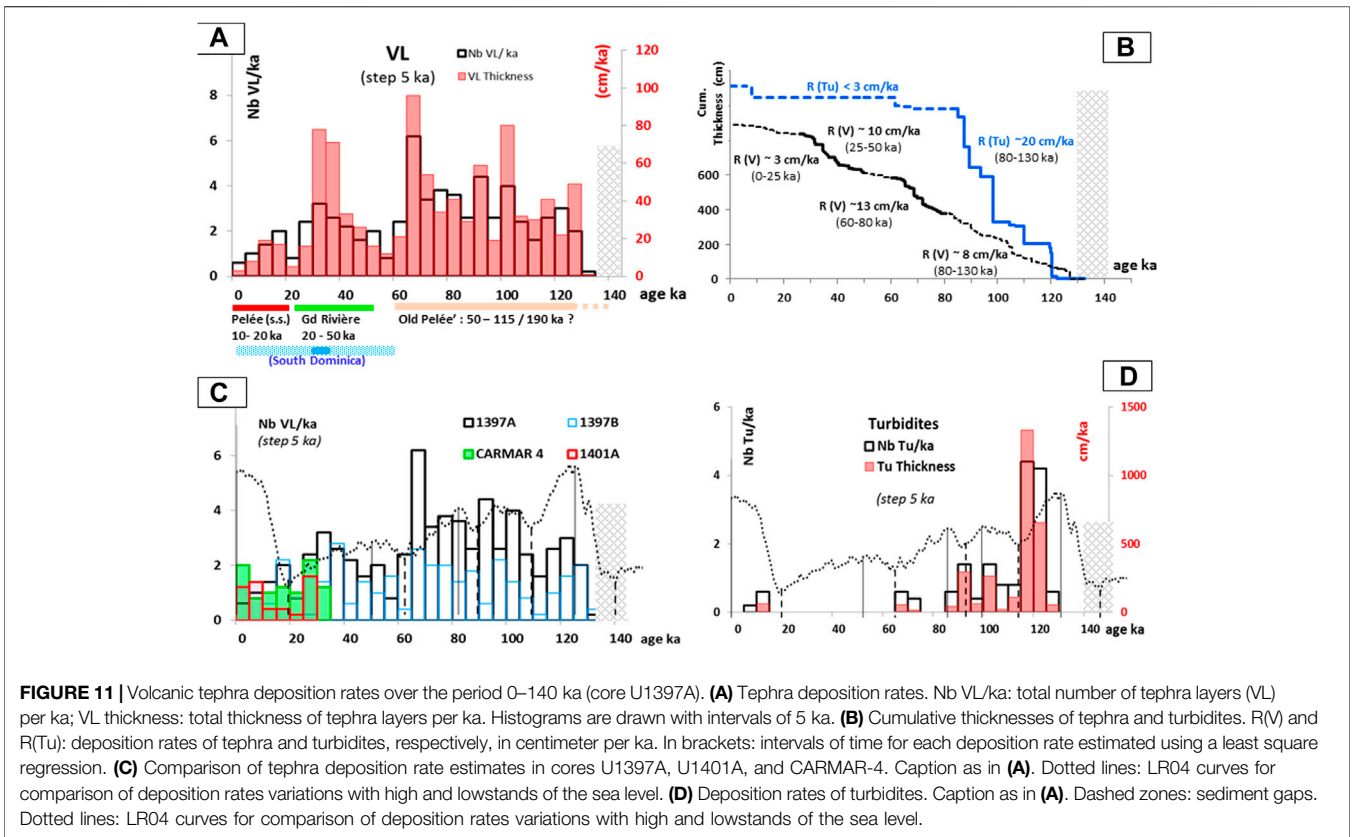 A
VL
(step 5 ka)
Nb VL/ka
Nb VL/ ka
VL Thickness
(cm/ka)
120
100
80
60
40
20
0
8
6
4
2
0
0 20 40 60 80 100 120 140
age ka
Pelée (s.s.)
10- 20 ka
Gd Rivière
20 - 50 ka
Old Pelée' : 50 – 115 / 190 ka ?
(South Dominica)
B
Cum.
Thickness (cm)
R (Tu) < 3 cm/ka
R (V) ~ 10 cm/ka
(25-50 ka)
R (Tu) ~20 cm/ka
(80-130 ka)
R (V) ~ 3 cm/ka
(0-25 ka)
R (V) ~13 cm/ka
(60-80 ka)
R (V) ~ 8 cm/ka
(80-130 ka)
600
400
200
0
0 20 40 60 80 100 120 140
age ka
C
Nb VL/ka
(step 5 ka)
1397A
1397B
CARMAR 4
1401A
6
4
2
0
0 20 40 60 80 100 120 140
age ka
D
Nb Tu/ka
Turbidites
Nb Tu/ka
Tu Thickness
(step 5 ka
cm/ka
6
4
2
0
1500
1000
500
0
0 20 40 60 80 100 120 140
age ka
FIGURE 11 | Volcanic tephra deposition rates over the period 0–140 ka (core U1397A). (A) Tephra deposition rates. Nb VL/ka: total number of tephra layers (VL)
per ka; VL thickness: total thickness of tephra layers per ka. Histograms are drawn with intervals of 5 ka. (B) Cumulative thicknesses of tephra and turbidites. R(V) and
R(Tu): deposition rates of tephra and turbidites, respectively, in centimeter per ka. In brackets: intervals of time for each deposition rate estimated using a least square
regression. (C) Comparison of tephra deposition rate estimates in cores U1397A, U1401A, and CARMAR-4. Caption as in (A). Dotted lines: LR04 curves for
comparison of deposition rates variations with high and lowstands of the sea level. (D) Deposition rates of turbidites. Caption as in (A). Dashed zones: sediment gaps.
Dotted lines: LR04 curves for comparison of deposition rates variations with high and lowstands of the sea level.